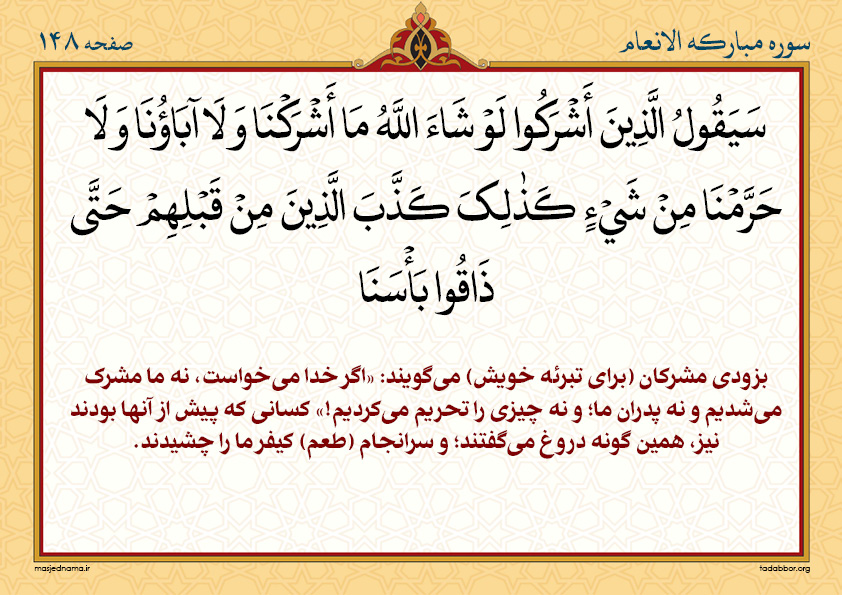 سوره مبارکه الانعام
صفحه ۱۴۸
سَيَقُولُ الَّذِينَ أَشْرَكُوا لَوْ شَاءَ اللَّهُ مَا أَشْرَكْنَا وَلَا آبَاؤُنَا وَلَا
حَرَّمْنَا مِنْ شَيْءٍ كَذَٰلِکَ كَذَّبَ الَّذِينَ مِنْ قَبْلِهِمْ حَتَّى
ذَاقُوا بَأْسَنَا
بزودی مشرکان (برای تبرئه خویش) می‌گویند: «اگر خدا می‌خواست، نه ما مشرک
می‌شدیم و نه پدران ما؛ و نه چیزی را تحریم می‌کردیم!» کسانی که پیش از آنها بودند
نیز، همین گونه دروغ می‌گفتند؛ و سرانجام (طعم) کیفر ما را چشیدند.
masjednama.ir
tadabbor.org